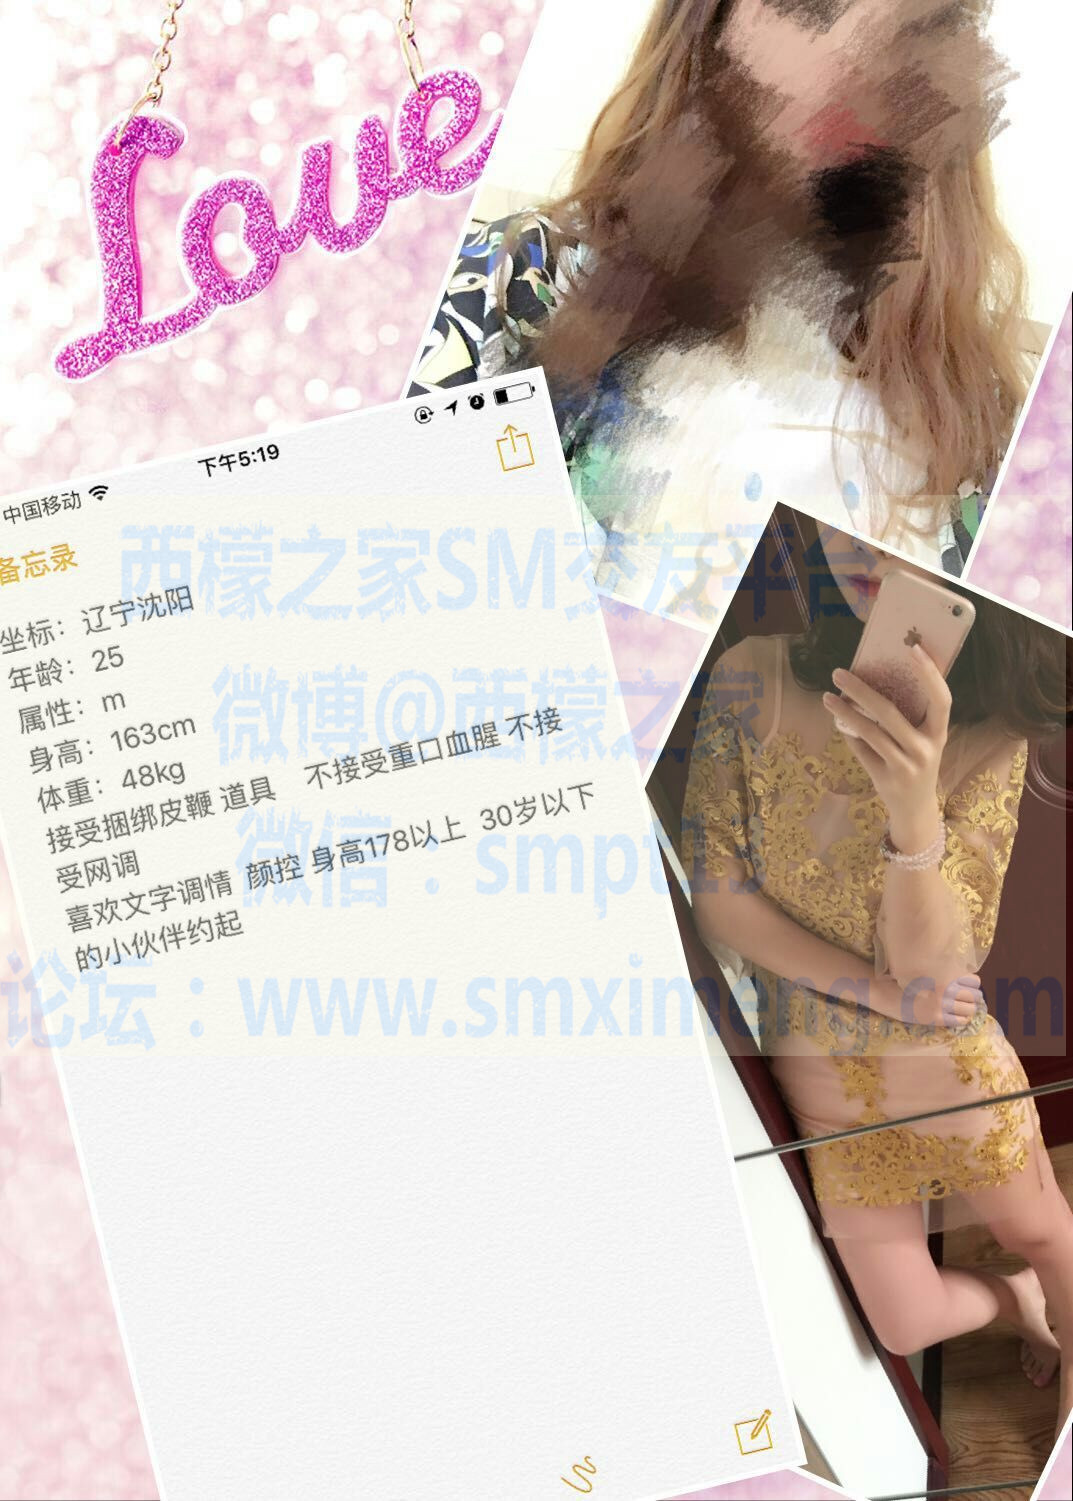 Love
中国移动 下午5:19
备忘录
坐标：辽宁沈阳
年龄：25
属性：m
身高：163cm
体重：48kg
接受捆绑皮鞭 道具 不接受重口血腥 不接
受网调
喜欢文字调情 颜控 身高178以上 30岁以下
的小伙伴约起
西檬之家SM交友平台
微博@西檬之家
微信：smpt
论坛：www.smximeng.com